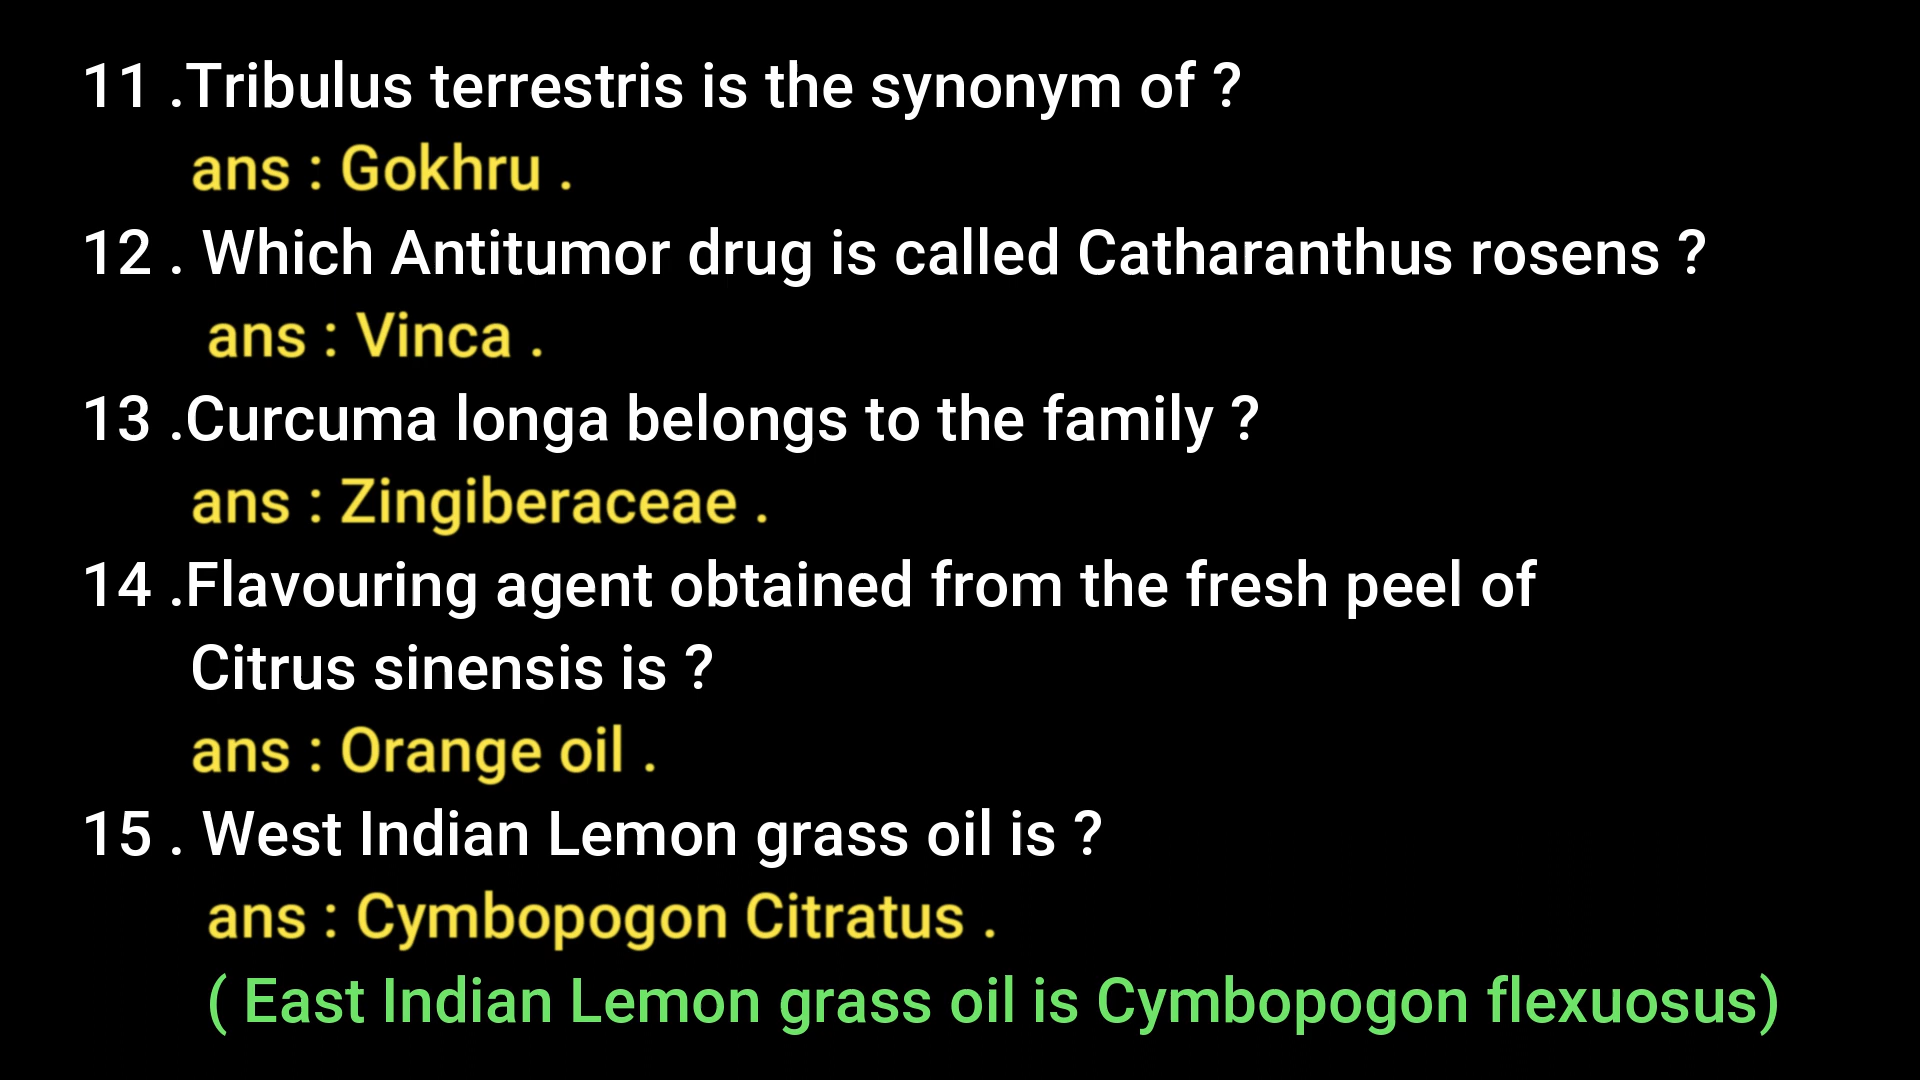 11 .Tribulus terrestris is the synonym of ?
ans : Gokhru .
12 . Which Antitumor drug is called Catharanthus rosens ?
ans : Vinca .
13 .Curcuma longa belongs to the family ?
ans : Zingiberaceae .
14 .Flavouring agent obtained from the fresh peel of
Citrus sinensis is ?
ans : Orange oil .
15 . West Indian Lemon grass oil is ?
ans : Cymbopogon Citratus .
( East Indian Lemon grass oil is Cymbopogon flexuosus)